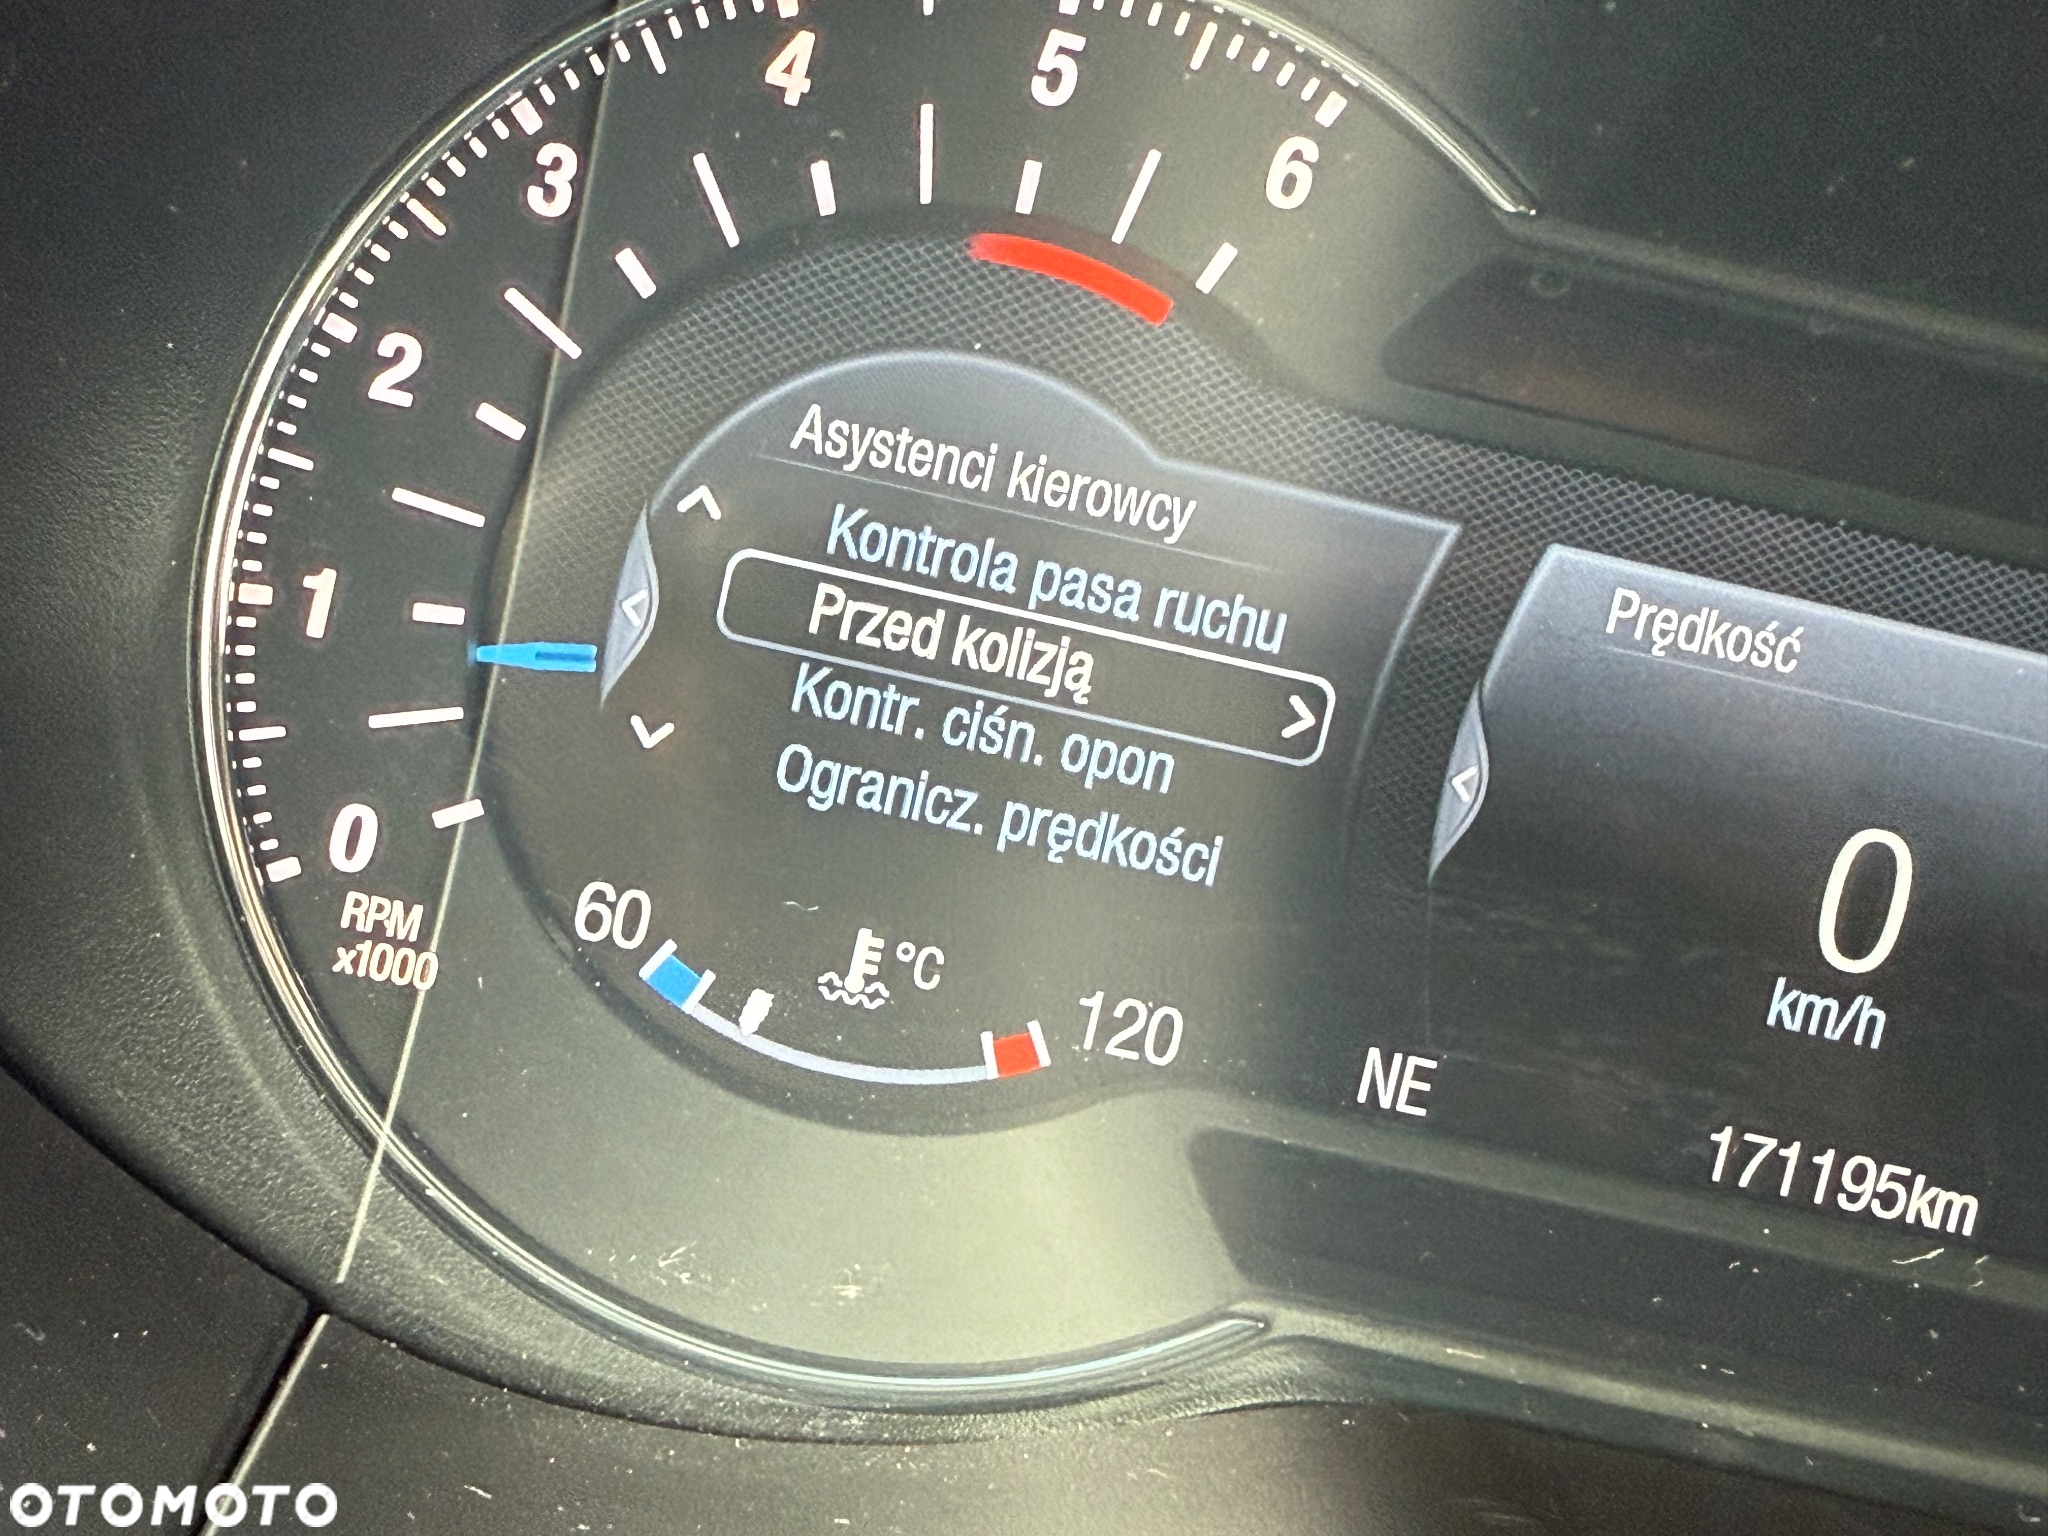 4
5
3
6
2
1
0
RPM
x1000
Asystenci kierowcy
Kontrola pasa ruchu
Przed kolizją
Kontr. ciśn. opon
Ogranicz. prędkości
60
°C
120
Prędkość
0
km/h
NE
171195km
OTOMOTO